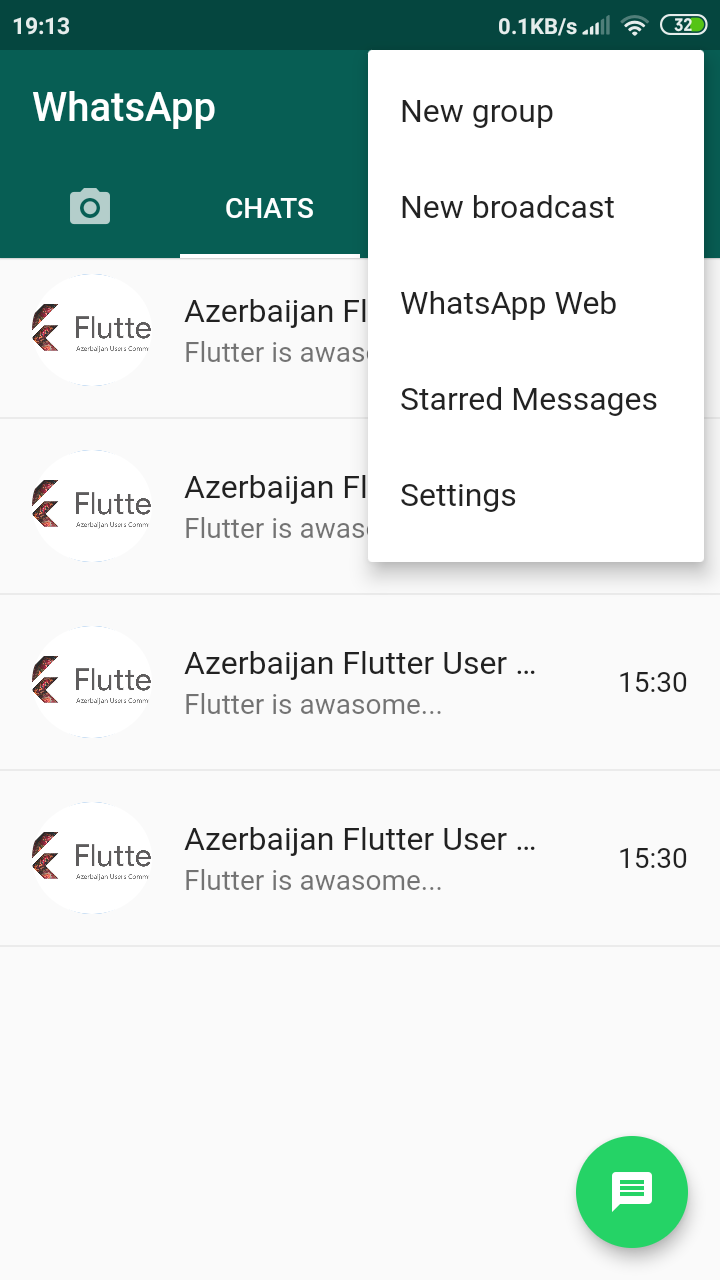 19:13
0.1KB/s
32
WhatsApp
New group
New broadcast
CHATS
WhatsApp Web
Starred Messages
Settings
Flutte
Azerbaijan Users Comm
Azerbaijan Fl
Flutter is awas
Flutte
Azerbaijan Users Comm
Azerbaijan Fl
Flutter is awas
Flutte
Azerbaijan Users Comm
Azerbaijan Flutter User ...
Flutter is awasome...
15:30
Flutte
Azerbaijan Users Comm
Azerbaijan Flutter User ...
Flutter is awasome...
15:30